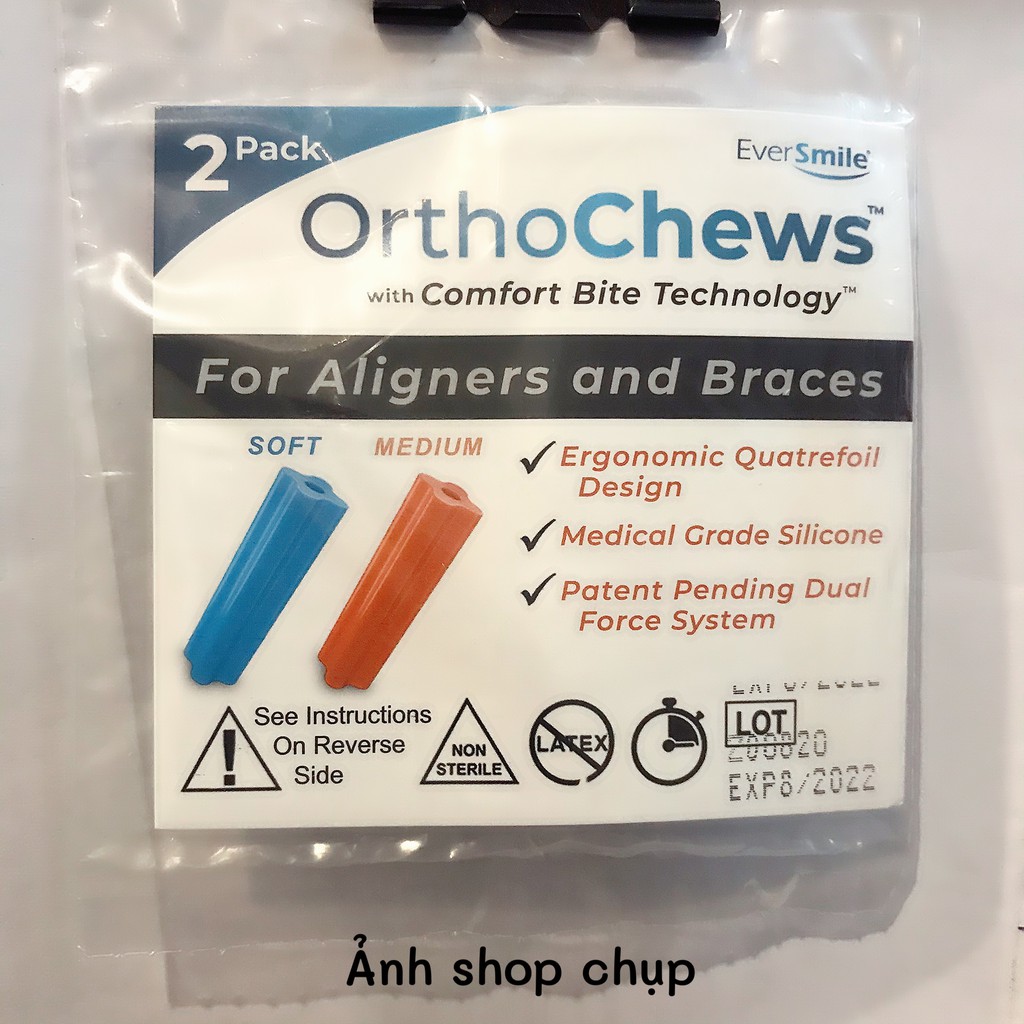 2 Pack
EverSmile®
OrthoChews™
with Comfort Bite Technology™
For Aligners and Braces
SOFT
MEDIUM
✓ Ergonomic Quatrefoil
Design
✓ Medical Grade Silicone
✓ Patent Pending Dual
Force System
See Instructions
On Reverse
Side
!
NON
STERILE
LATEX
LOT
EXP8/2022
Ảnh shop chụp